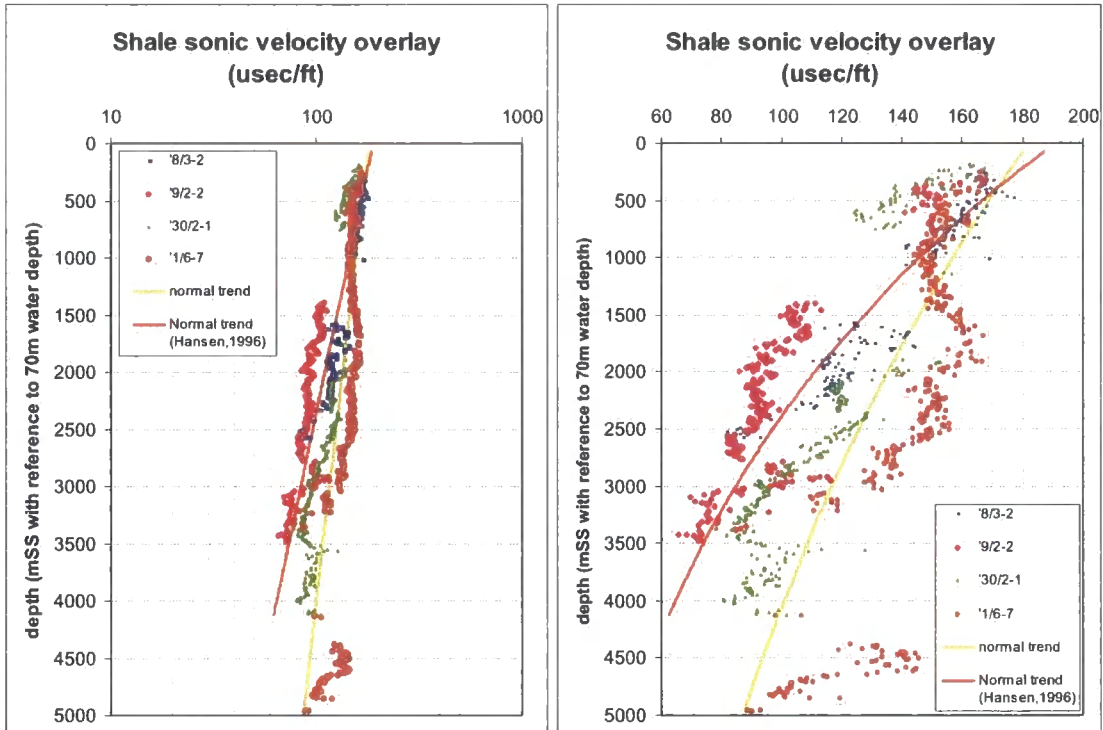 Shale sonic velocity overlay
(usec/ft)
10 100 1000
0
500
1000
1500
2000
2500
3000
3500
4000
4500
5000
depth (mSS with reference to 70m water depth)
'8/3-2
'9/2-2
'30/2-1
'1/6-7
normal trend
Normal trend
(Hansen,1996)
Shale sonic velocity overlay
(usec/ft)
60 80 100 120 140 160 180 200
0
500
1000
1500
2000
2500
3000
3500
4000
4500
5000
depth (mSS with reference to 70m water depth)
'8/3-2
'9/2-2
'30/2-1
'1/6-7
normal trend
Normal trend
(Hansen,1996)